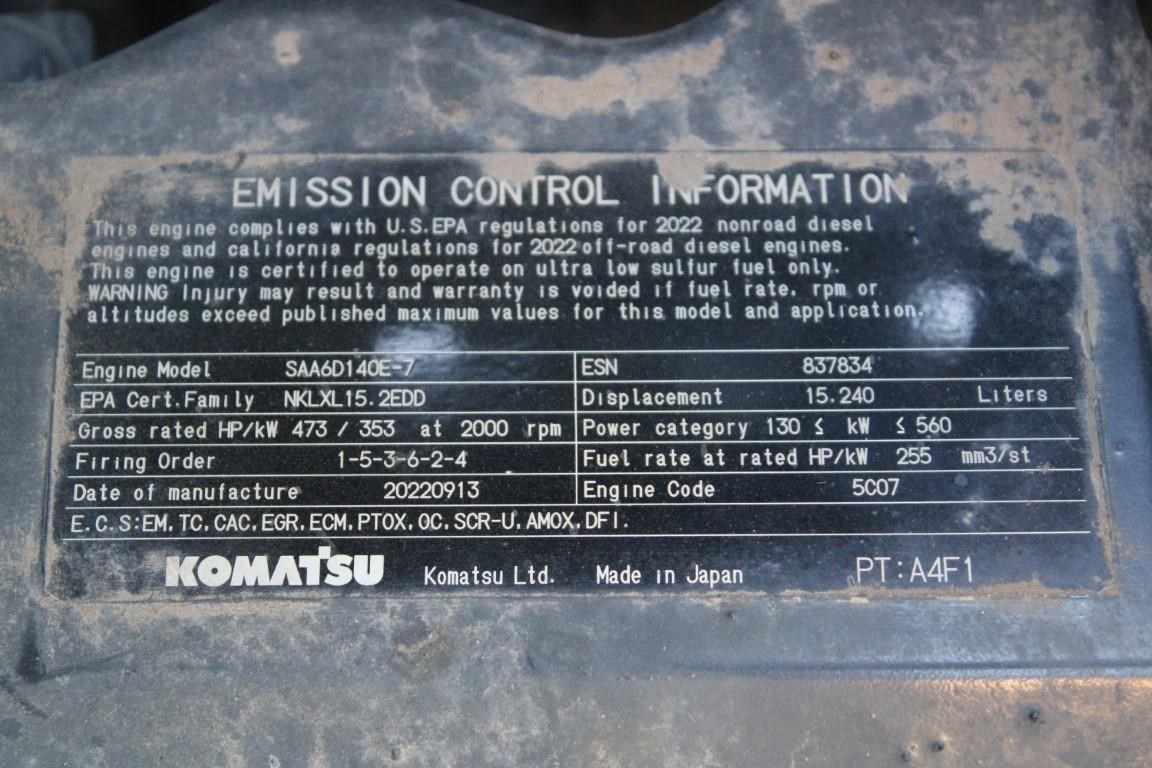 EMISSION CONTROL INFORMATION
This engine complies with U.S.EPA regulations for 2022 nonroad diesel
engines and california regulations for 2022 off-road diesel engines.
This engine is certified to operate on ultra low sulfur fuel only.
WARNING Injury may result and warranty is voided if fuel rate, rpm or
altitudes exceed published maximum values for this model and application.
Engine Model SAA6D140E-7 ESN 837834
EPA Cert.Family NKLXL15.2EDD Displacement 15.240 Liters
Gross rated HP/kW 473 / 353 at 2000 rpm Power category 130 ≤ kW ≤ 560
Firing Order 1-5-3-6-2-4 Fuel rate at rated HP/kW 255 mm3/st
Date of manufacture 20220913 Engine Code 5C07
E.C.S:EM,TC,CAC,EGR,ECM,PTOX,OC,SCR-U,AMOX,DFI.
KOMATSU Komatsu Ltd. Made in Japan PT:A4F1